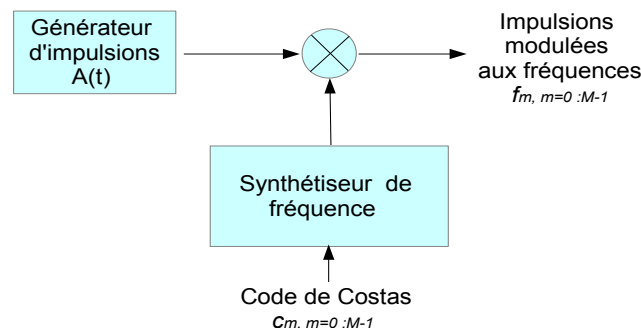 Générateur
d'impulsions
A(t)
Impulsions
modulées
aux fréquences
fm, m=0 :M-1
Synthétiseur de
fréquence
Code de Costas
cm, m=0 :M-1